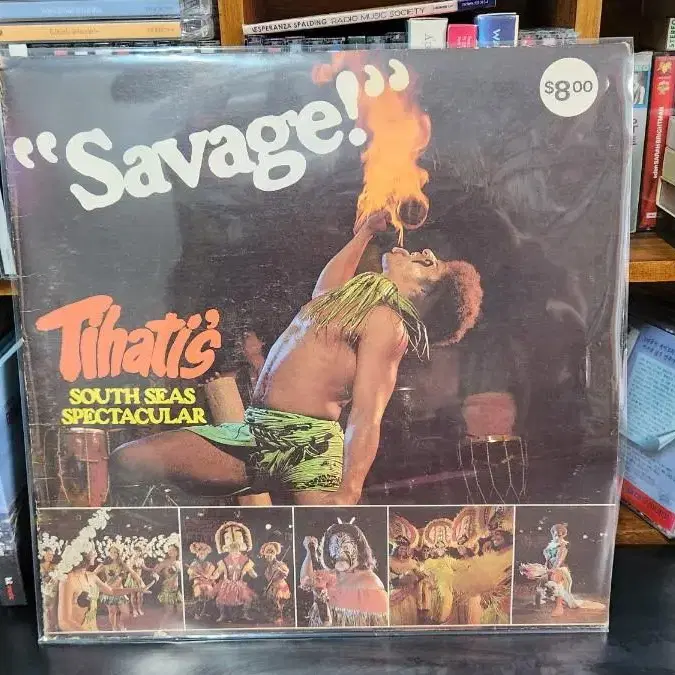 ESPERANZA SPALDING RADIO MUSIC SOCIETY
$8.00
"Savage!"
Tihati's
SOUTH SEAS
SPECTACULAR